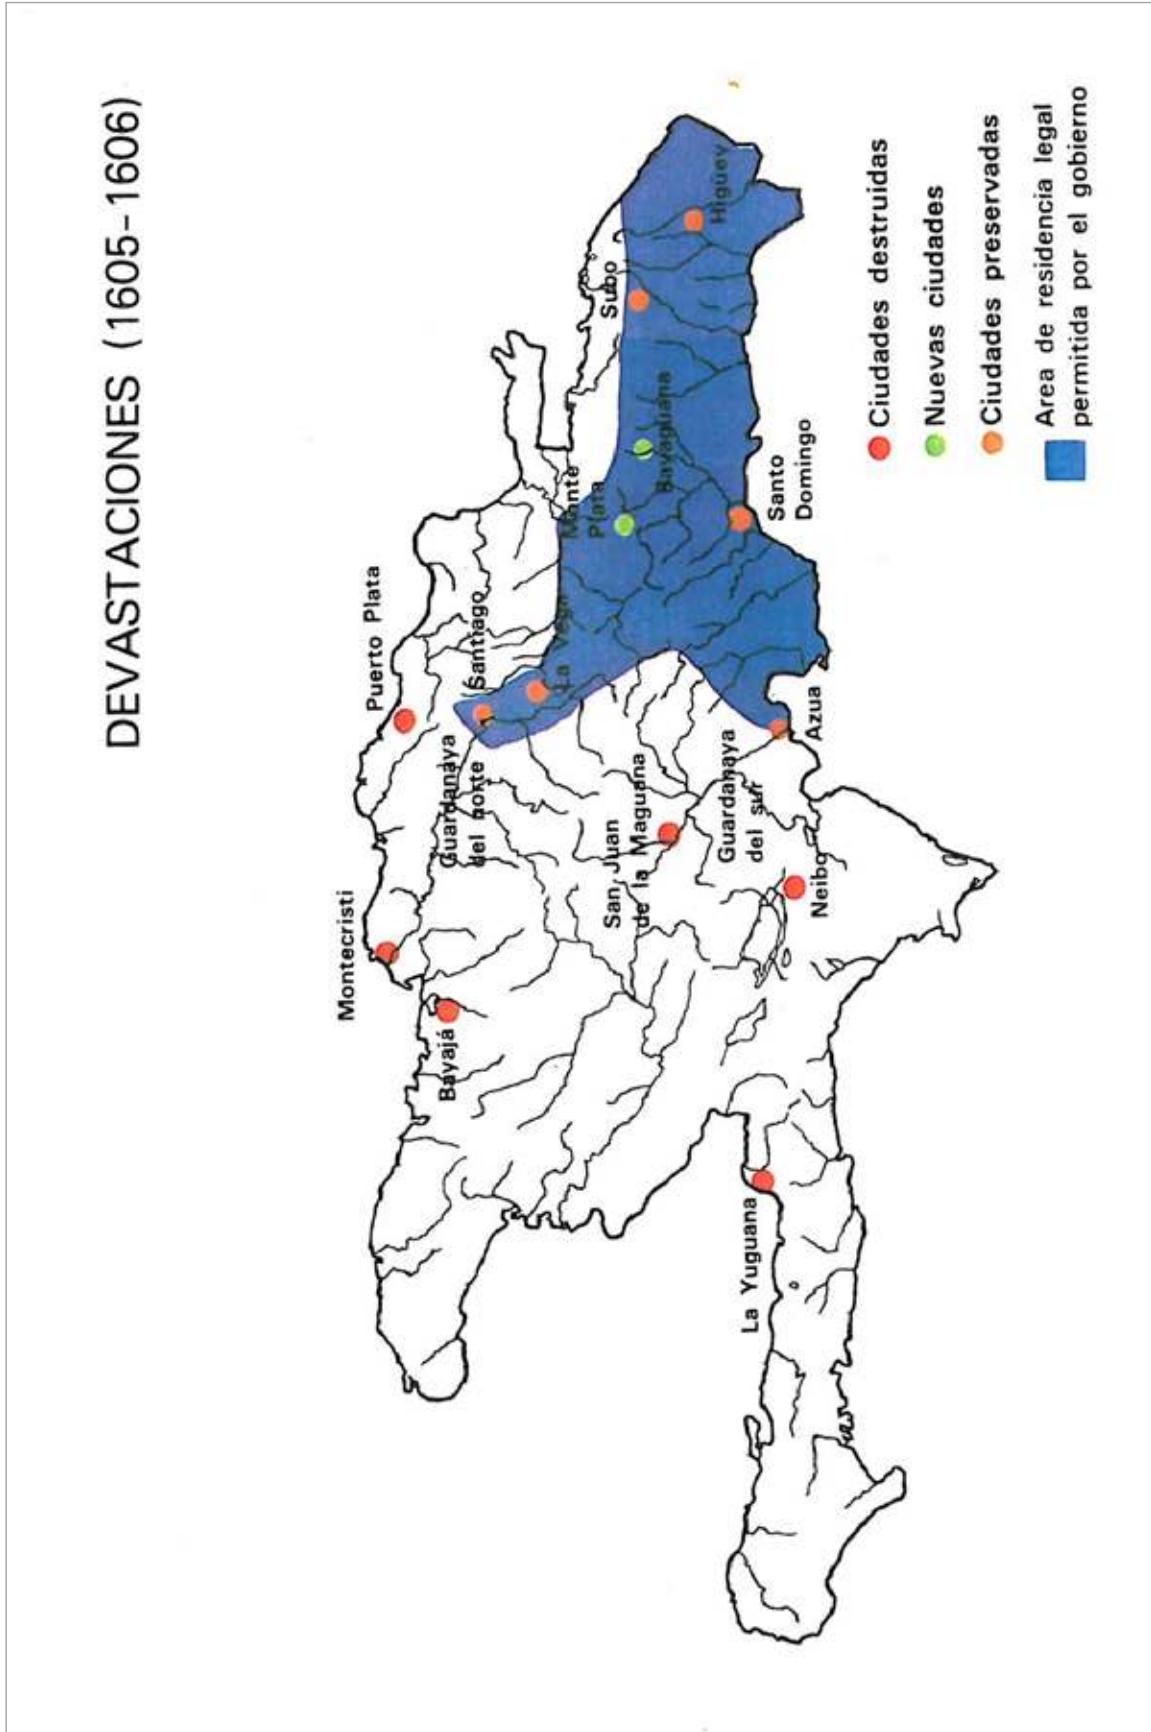 DEVASTACIONES (1605-1606)
Montecristi
Puerto Plata
Bayajá
Guardanaya
del norte
Santiago
La Vega
Monte
Plata
Subo
San Juan
de la Maguana
Bayaguana
Higüey
Guardanaya
del sur
La Yuguana
Neibo
Azua
Santo
Domingo
Ciudades destruidas
Nuevas ciudades
Ciudades preservadas
Area de residencia legal
permitida por el gobierno